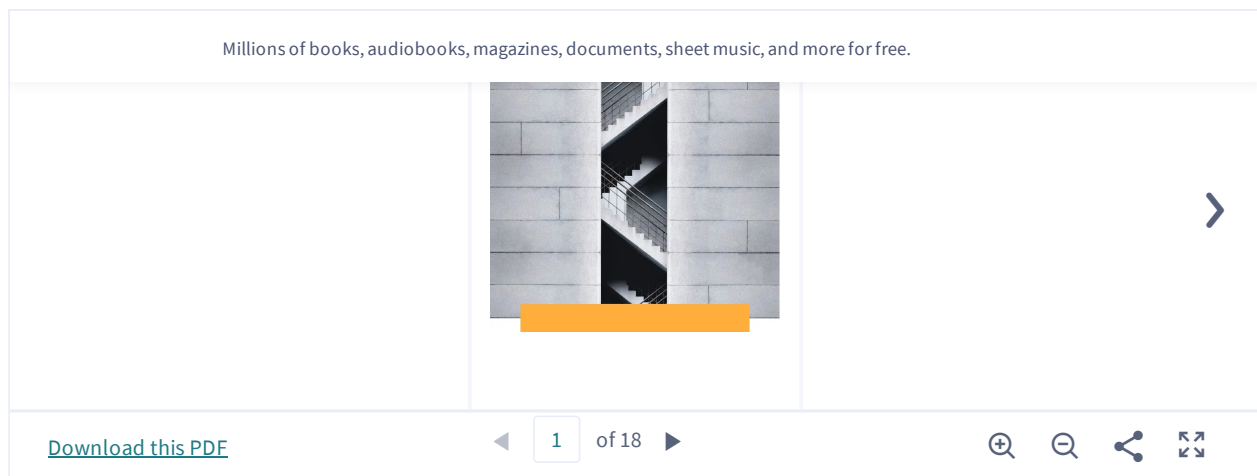 Millions of books, audiobooks, magazines, documents, sheet music, and more for free.
Download this PDF
1 of 18